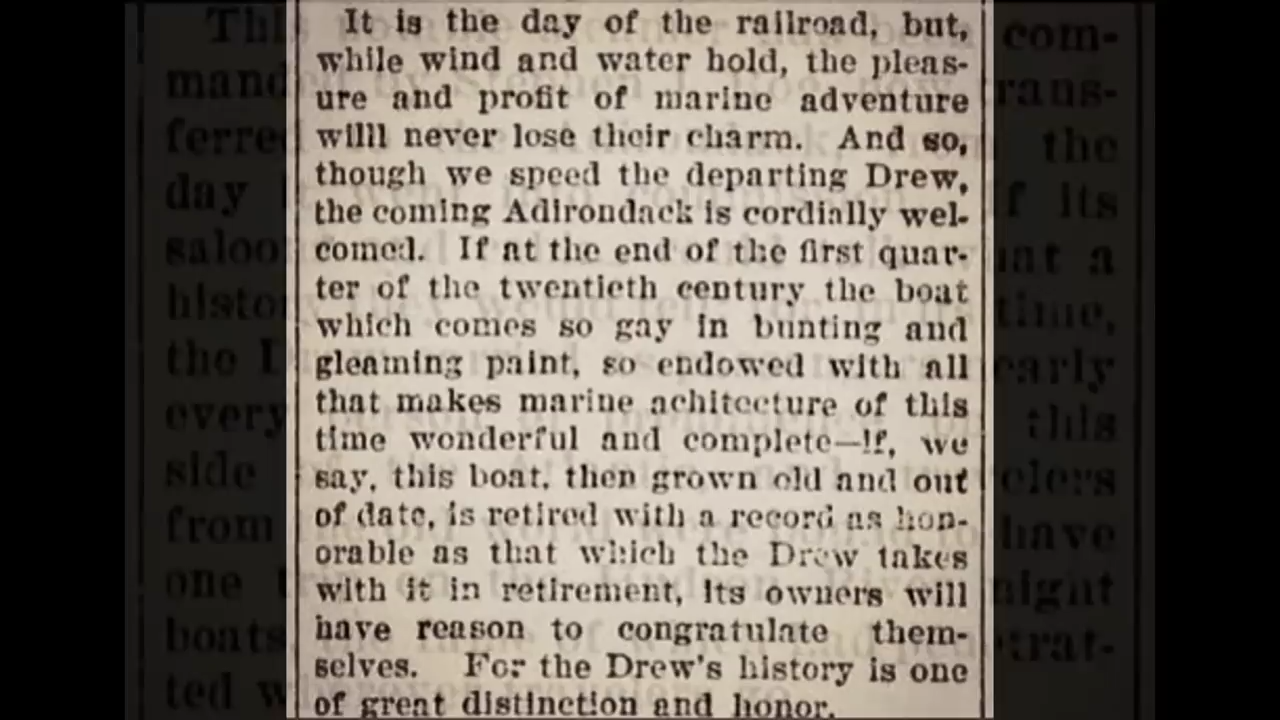 It is the day of the railroad, but,
while wind and water hold, the pleas-
ure and profit of marine adventure
willl never lose their charm. And so,
though we speed the departing Drew,
the coming Adirondack is cordially wel-
comed. If at the end of the first quar-
ter of the twentieth century the boat
which comes so gay in bunting and
gleaming paint, so endowed with all
that makes marine achitecture of this
time wonderful and complete—if, we
say, this boat, then grown old and out
of date, is retired with a record as hon-
orable as that which the Drew takes
with it in retirement, its owners will
have reason to congratulate them-
selves. For the Drew's history is one
of great distinction and honor.